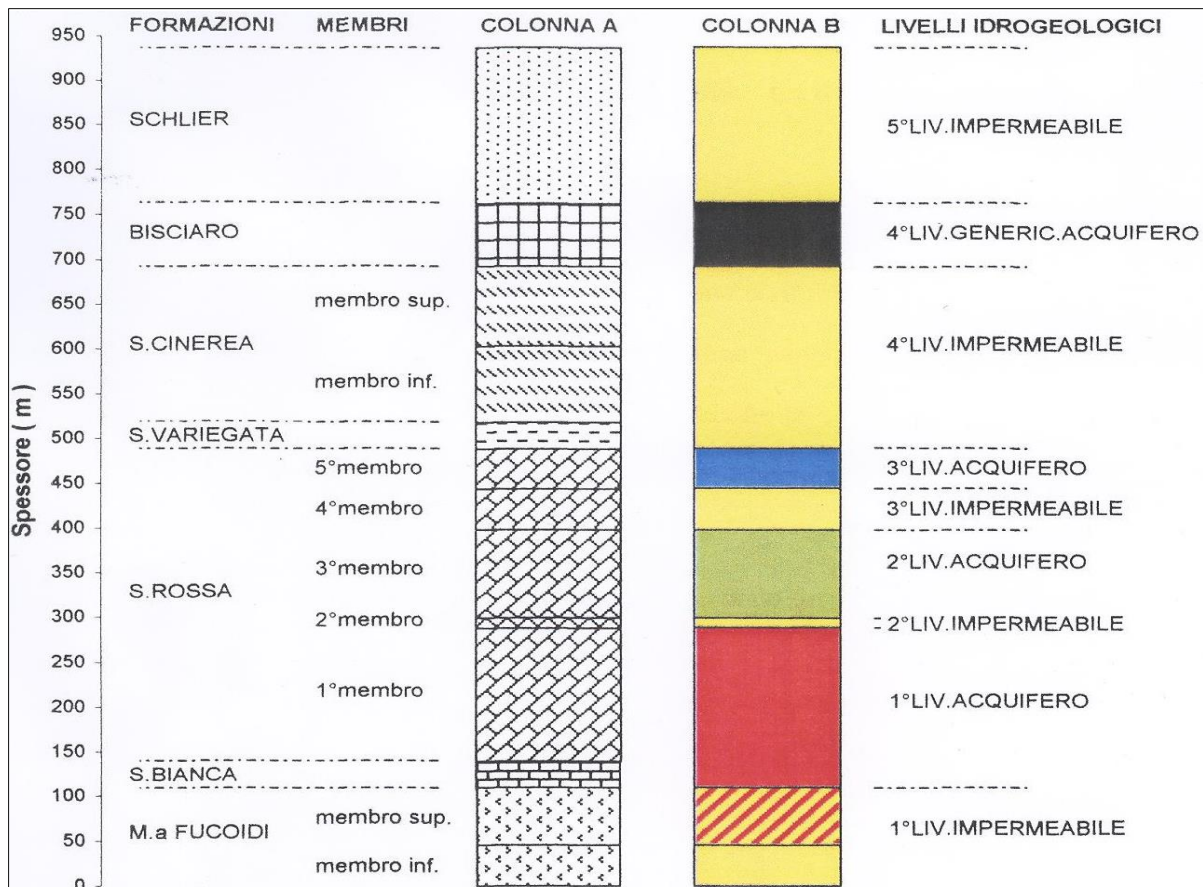 FORMAZIONI MEMBRI COLONNA A COLONNA B LIVELLI IDROGEOLOGICI
950
900
SCHLIER
850
5°LIV.IMPERMEABILE
800
750
BISCIARO
4°LIV.GENERIC.ACQUIFERO
700
membro sup.
650
S.CINEREA
4°LIV.IMPERMEABILE
600
membro inf.
550
S.VARIEGATA
500
5°membro
3°LIV.ACQUIFERO
450
4°membro
3°LIV.IMPERMEABILE
400
3°membro
2°LIV.ACQUIFERO
350
S.ROSSA
300
2°membro
2°LIV.IMPERMEABILE
250
1°membro
1°LIV.ACQUIFERO
200
150
S.BIANCA
100
membro sup.
M.a FUCOIDI
1°LIV.IMPERMEABILE
50
membro inf.
0
Spessore ( m )